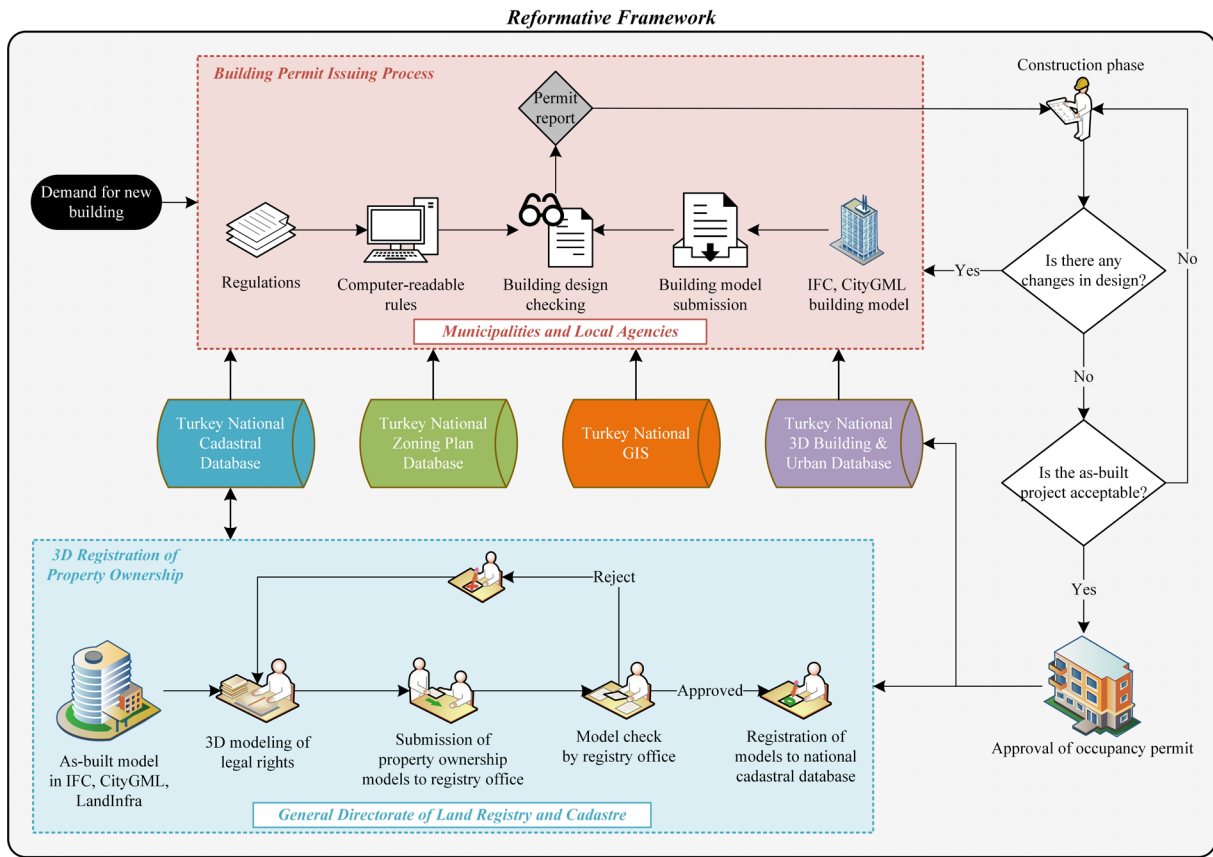 Reformative Framework
Building Permit Issuing Process
Construction phase
Permit
report
Demand for new
building
Regulations
Computer-readable
rules
Building design
checking
Building model
submission
IFC, CityGML
building model
Municipalities and Local Agencies
Yes
Is there any
changes in design?
No
No
Turkey National
Cadastral
Database
Turkey National
Zoning Plan
Database
Turkey National
GIS
Turkey National
3D Building &
Urban Database
Is the as-built
project acceptable?
Yes
3D Registration of
Property Ownership
Reject
Approved
As-built model
in IFC, CityGML,
LandInfra
3D modeling of
legal rights
Submission of
property ownership
models to registry office
Model check
by registry office
Registration of
models to national
cadastral database
Approval of occupancy permit
General Directorate of Land Registry and Cadastre